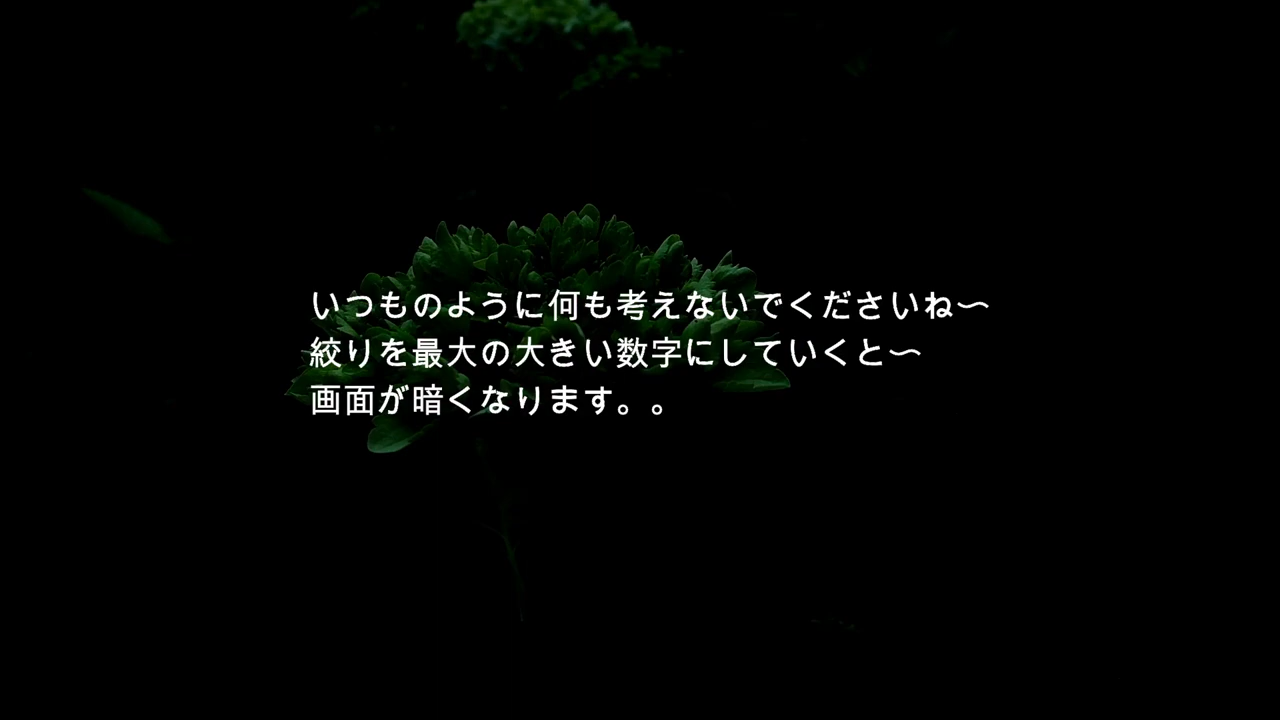 いつものように何も考えないでくださいね〜
絞りを最大の大きい数字にしていくと〜
画面が暗くなります。。